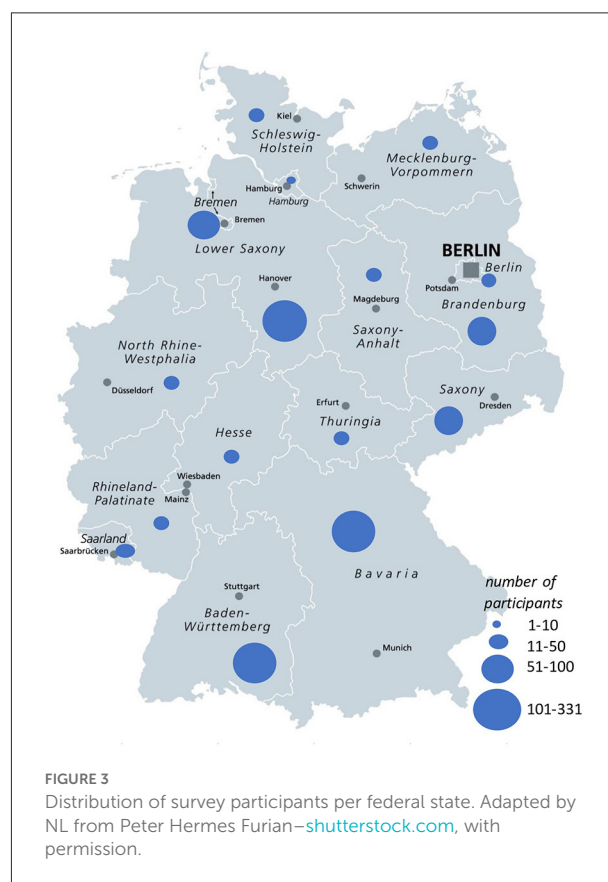 Kiel
Schleswig-
Holstein
Mecklenburg-
Vorpommern
Hamburg
Hamburg
Schwerin
Bremen
Bremen
Lower Saxony
BERLIN
Berlin
Potsdam
Brandenburg
Hanover
Magdeburg
Saxony-
Anhalt
North Rhine-
Westphalia
Düsseldorf
Erfurt
Thuringia
Saxony
Dresden
Hesse
Wiesbaden
Mainz
Rhineland-
Palatinate
Saarland
Saarbrücken
Bavaria
Stuttgart
Baden-
Württemberg
Munich
number of
participants
1-10
11-50
51-100
101-331
FIGURE 3
Distribution of survey participants per federal state. Adapted by
NL from Peter Hermes Furian–shutterstock.com, with
permission.